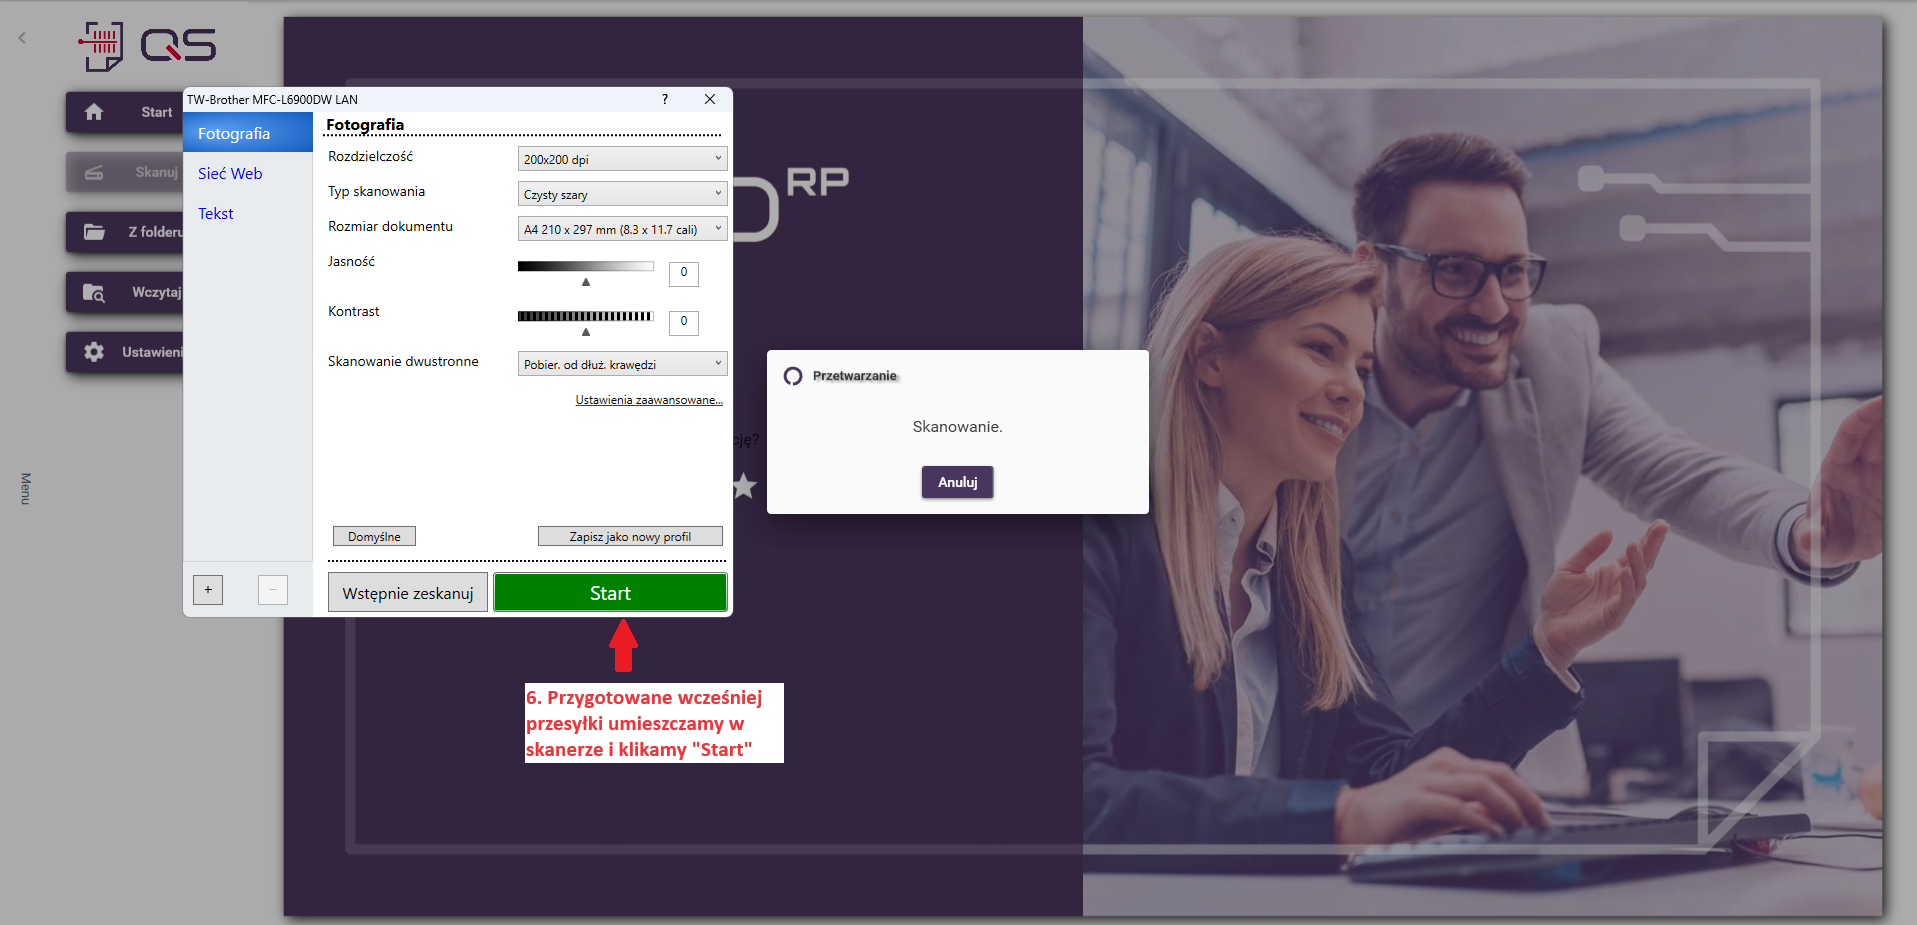 QS
Start
Skanuj
Z folderu
Wczytaj
Menu
TW-Brother MFC-L6900DW LAN
?
Fotografia
Sieć Web
Tekst
Fotografia
Rozdzielczość
200x200 dpi
Typ skanowania
Czysty szary
Rozmiar dokumentu
A4 210 x 297 mm (8.3 x 11.7 cali)
Jasność
0
Kontrast
0
Skanowanie dwustronne
Pobier. od dłuż. krawędzi
Ustawienia zaawansowane...
Domyślne
Zapisz jako nowy profil
+
-
Wstępnie zeskanuj
Start
RP
Przetwarzanie
Skanowanie.
Anuluj
6. Przygotowane wcześniej
przesyłki umieszczamy w
skanerze i klikamy "Start"